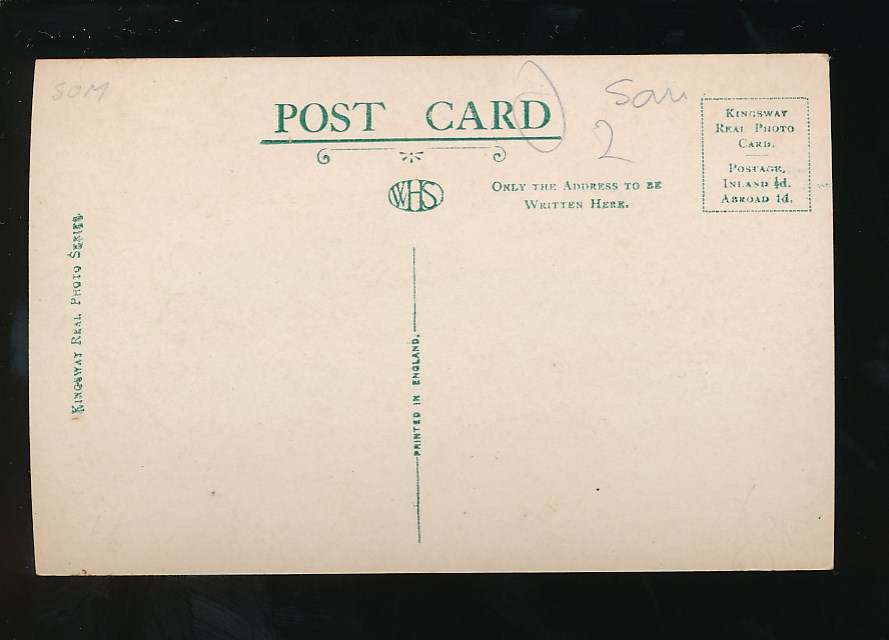 SOM
POST CARD
2
WHS
ONLY THE ADDRESS TO BE
WRITTEN HERE.
KINGSWAY
REAL PHOTO
CARD.
POSTAGE,
INLAND ½d.
ABROAD 1d.
KINGSWAY REAL PHOTO SERIES.
PRINTED IN ENGLAND.